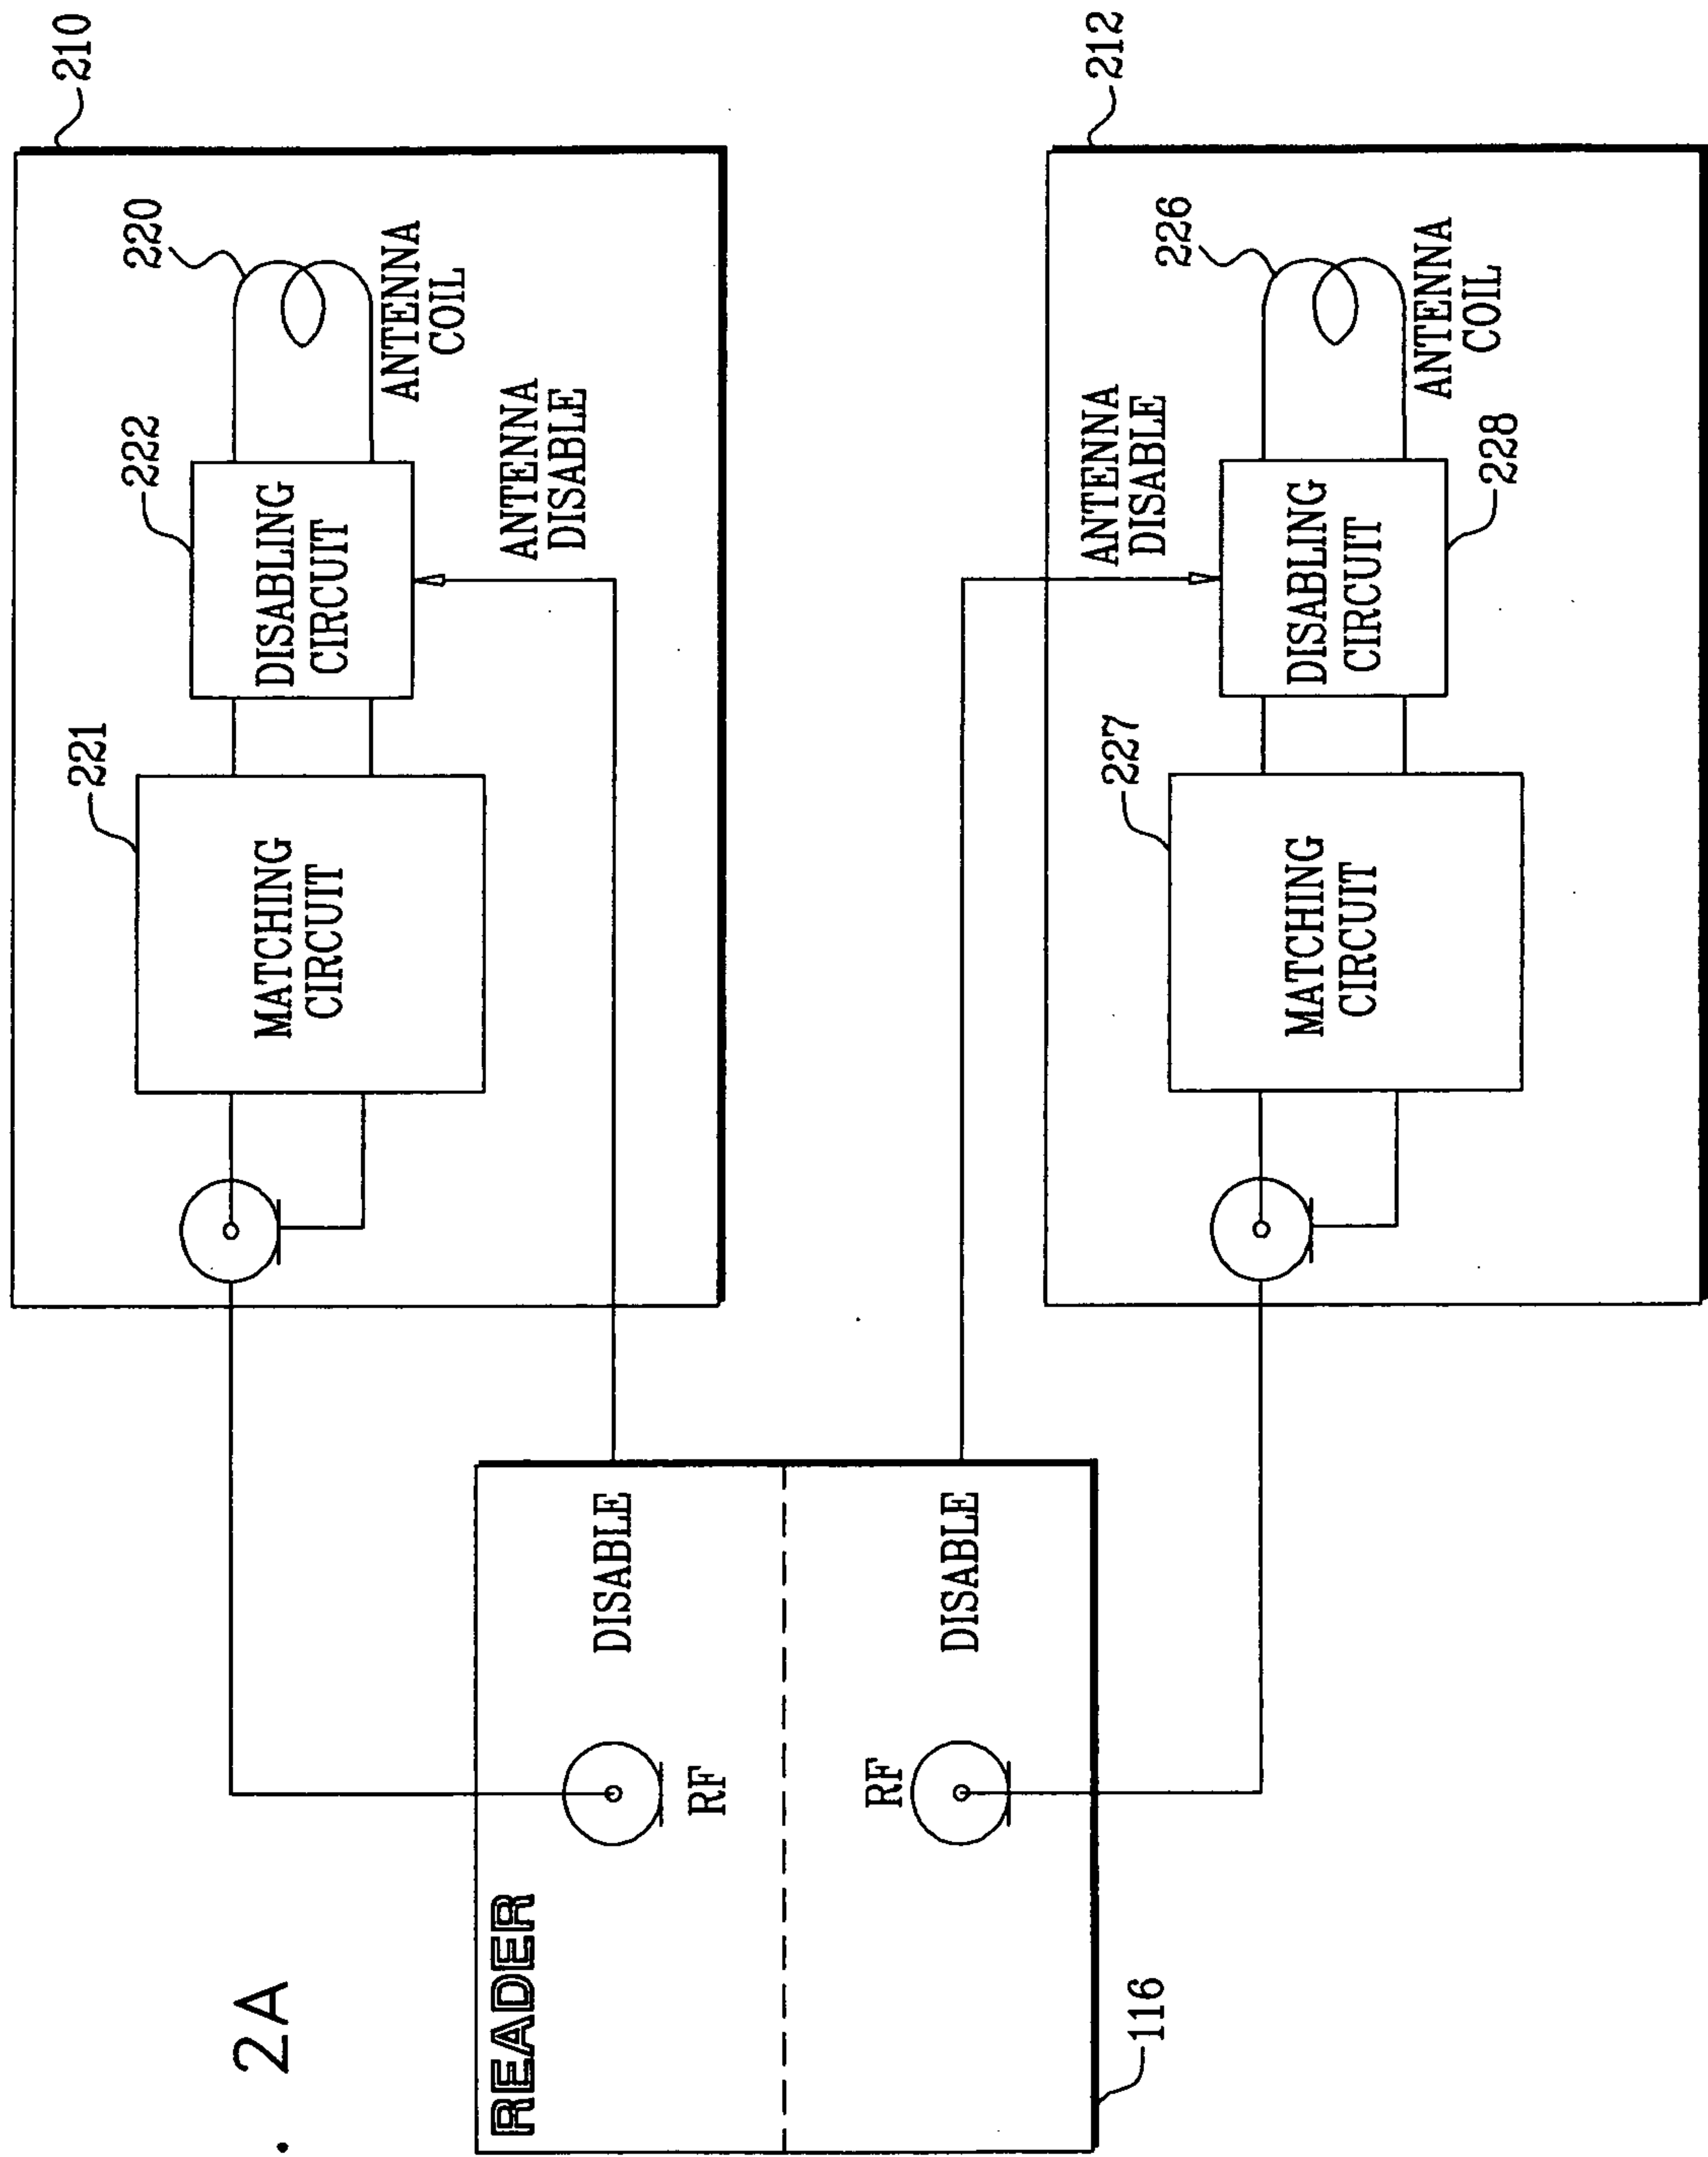 . 2A
210
221
222
220
MATCHING
CIRCUIT
DISABLING
CIRCUIT
ANTENNA
COIL
ANTENNA
DISABLE
READER
RF
DISABLE
RF
DISABLE
116
212
ANTENNA
DISABLE
227
226
MATCHING
CIRCUIT
DISABLING
CIRCUIT
ANTENNA
COIL
228